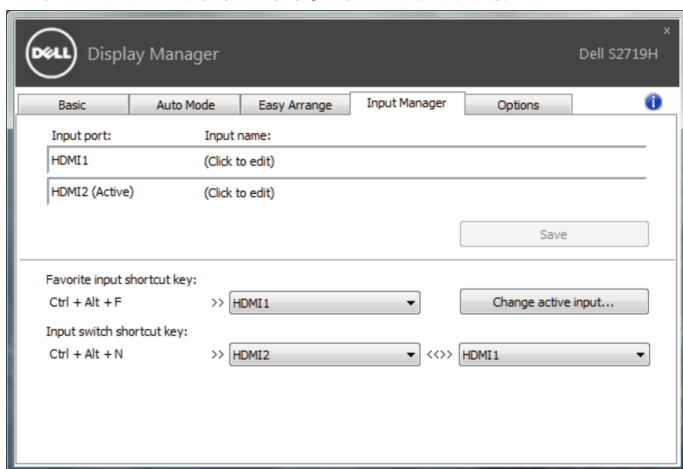 DELL Display Manager
x
Dell S2719H
Basic Auto Mode Easy Arrange Input Manager Options i
Input port: Input name:
HDMI1 (Click to edit)
HDMI2 (Active) (Click to edit)
Save
Favorite input shortcut key:
Ctrl + Alt + F >> HDMI1 Change active input...
Input switch shortcut key:
Ctrl + Alt + N >> HDMI2 <<>> HDMI1